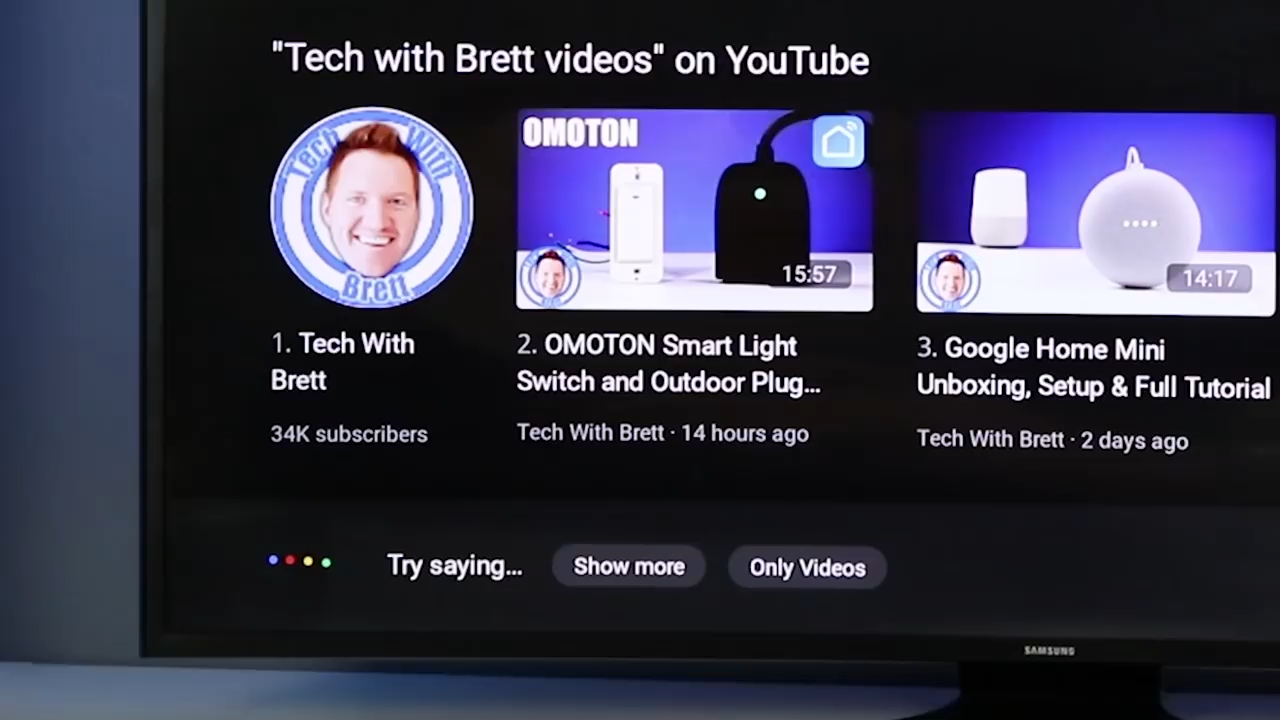 "Tech with Brett videos" on YouTube
Tech With
Brett
OMOTON
15:57
14:17
1. Tech With
Brett
34K subscribers
2. OMOTON Smart Light
Switch and Outdoor Plug...
Tech With Brett · 14 hours ago
3. Google Home Mini
Unboxing, Setup & Full Tutorial
Tech With Brett · 2 days ago
Try saying...
Show more
Only Videos
SAMSUNG